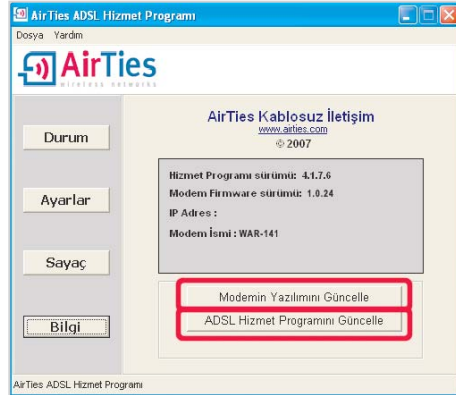 AirTies ADSL Hizmet Programı
Dosya Yardım
AirTies
wireless networks
AirTies Kablosuz İletişim
www.airties.com
© 2007
Durum
Ayarlar
Sayaç
Bilgi
Hizmet Programı sürümü: 4.1.7.6
Modem Firmware sürümü: 1.0.24
IP Adres :
Modem İsmi : WAR-141
Modemin Yazılımını Güncelle
ADSL Hizmet Programını Güncelle
AirTies ADSL Hizmet Programı